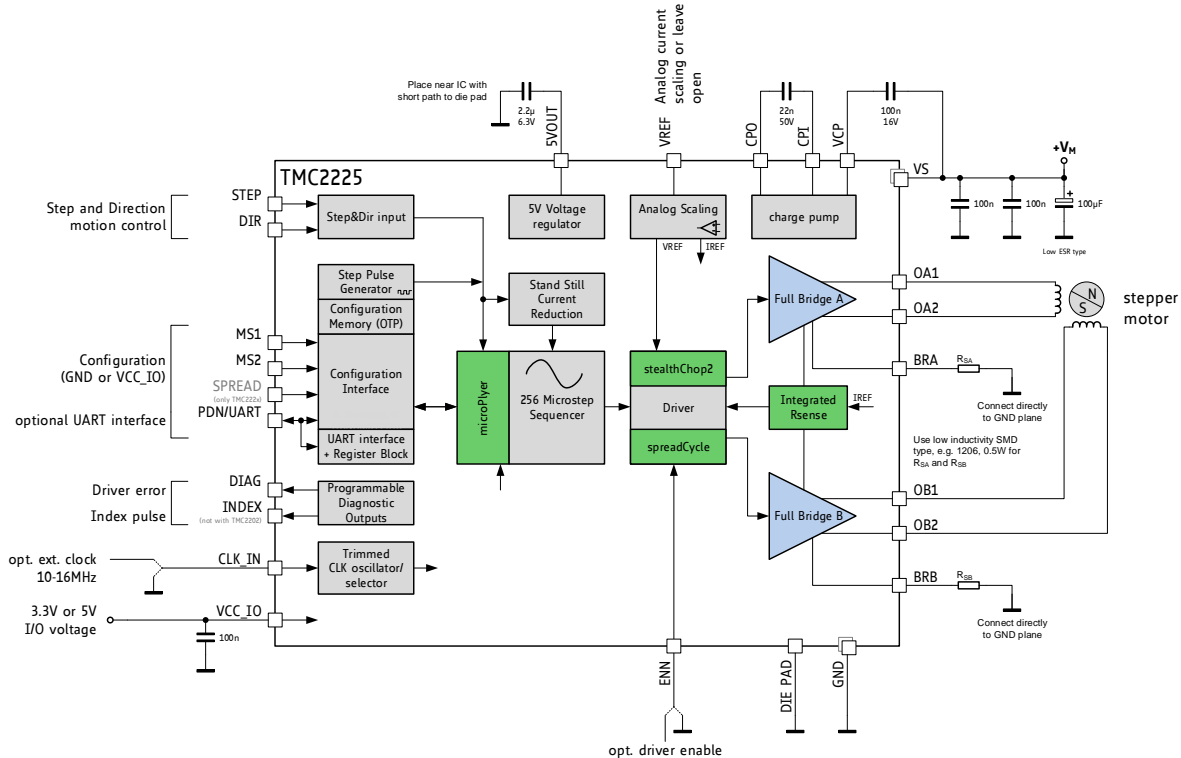 Analog current
scaling or leave
open
Place near IC with
short path to die pad
2.2µ
6.3V
5VOUT
VREF
CPO
22n
50V
CPI
VCP
100n
16V
+VM
VS
TMC2225
100n
100n
+
100µF
Low ESR type
Step and Direction
motion control
STEP
DIR
Step&Dir input
5V Voltage
regulator
Analog Scaling
VREF
IREF
charge pump
Step Pulse
Generator
Configuration
Memory (OTP)
Stand Still
Current
Reduction
Full Bridge A
OA1
OA2
N
S
stepper
motor
Configuration
(GND or VCC_IO)
optional UART interface
MS1
MS2
SPREAD
(only TMC222x)
PDN/UART
Configuration
Interface
UART interface
+ Register Block
microPlyer
256 Microstep
Sequencer
stealthChop2
Driver
spreadCycle
Integrated
Rsense
IREF
BRA
RSA
Connect directly
to GND plane
Use low inductivity SMD
type, e.g. 1206, 0.5W for
RSA and RSB
Driver error
Index pulse
DIAG
INDEX
(not with TMC2202)
Programmable
Diagnostic
Outputs
Full Bridge B
OB1
OB2
opt. ext. clock
10-16MHz
CLK_IN
Trimmed
CLK oscillator/
selector
BRB
RSB
Connect directly
to GND plane
3.3V or 5V
I/O voltage
VCC_IO
100n
ENN
DIE PAD
GND
opt. driver enable